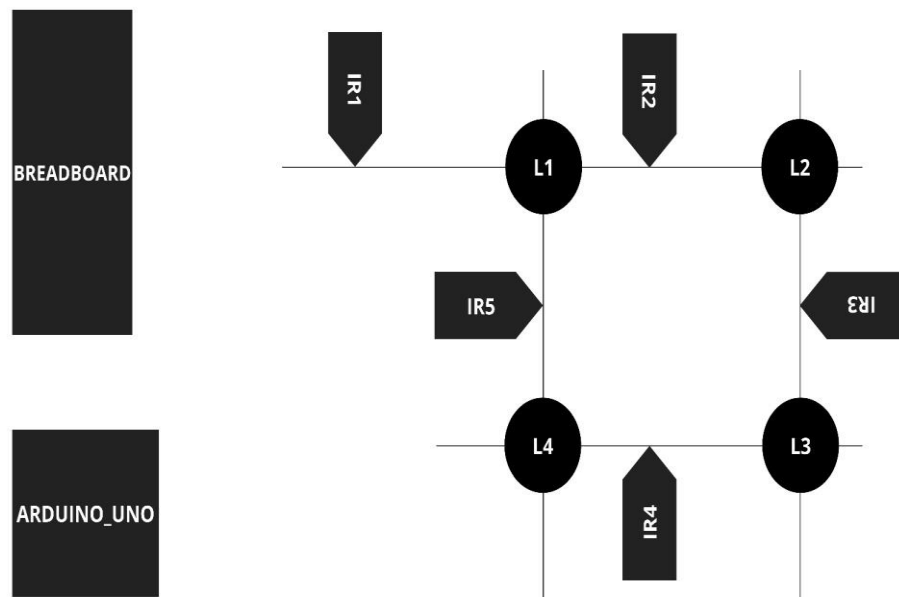 IR1
IR2
BREADBOARD
L1
L2
IR5
IR3
L4
L3
ARDUINO_UNO
IR4